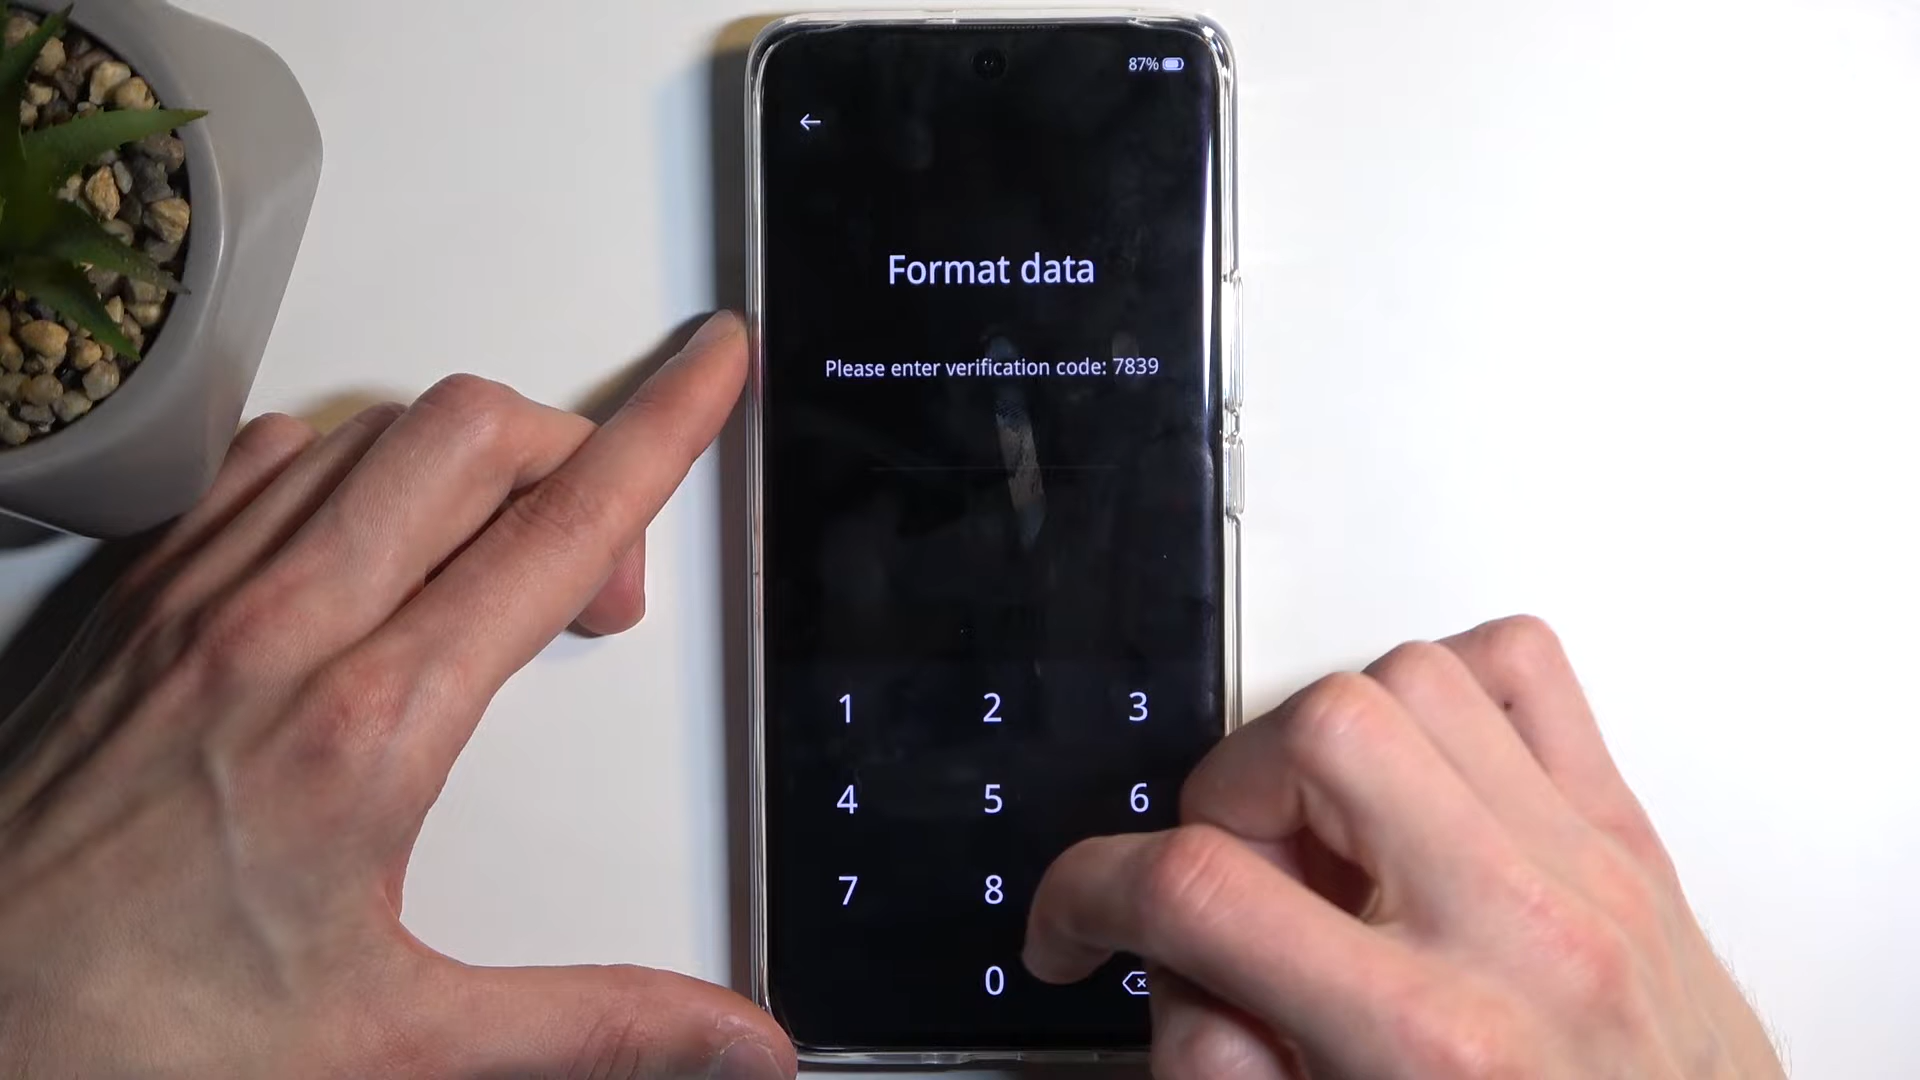 87%
Format data
Please enter verification code: 7839
1 2 3
4 5 6
7 8
0